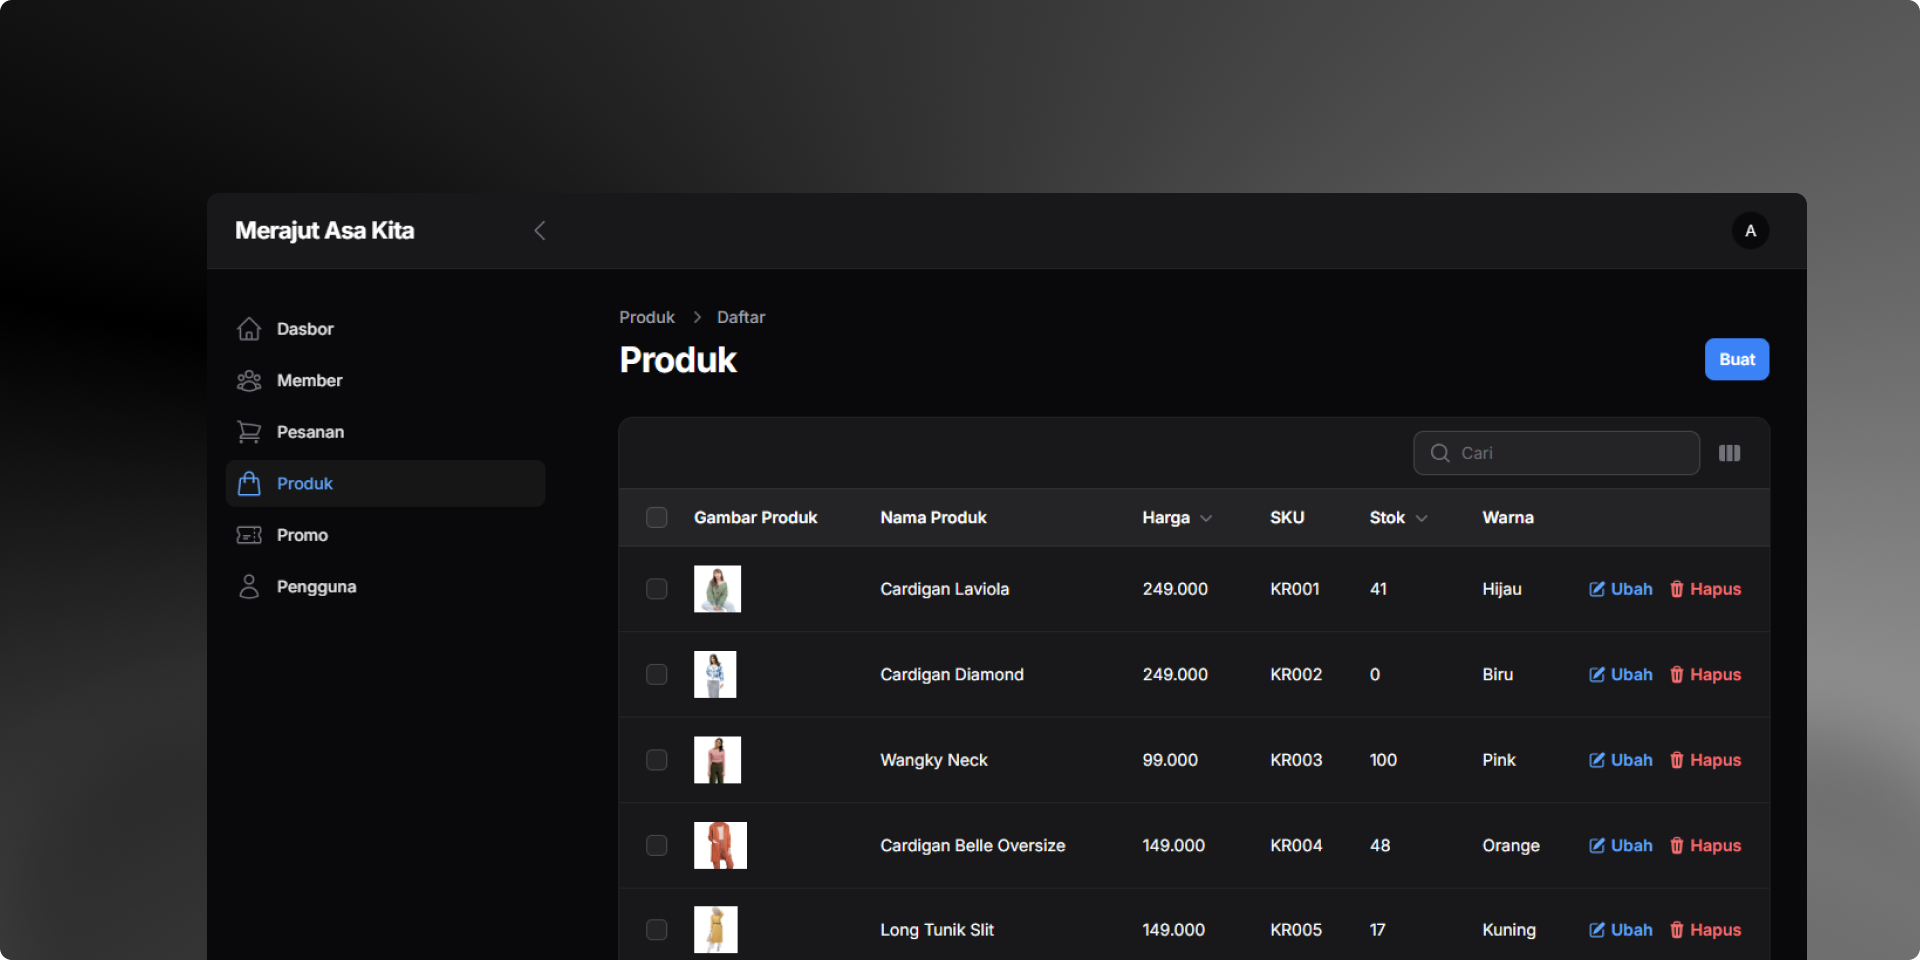 Merajut Asa Kita
A
Dasbor
Member
Pesanan
Produk
Promo
Pengguna
Produk > Daftar
Produk
Buat
Cari
Gambar Produk Nama Produk Harga SKU Stok Warna
Cardigan Laviola 249.000 KR001 41 Hijau Ubah Hapus
Cardigan Diamond 249.000 KR002 0 Biru Ubah Hapus
Wangky Neck 99.000 KR003 100 Pink Ubah Hapus
Cardigan Belle Oversize 149.000 KR004 48 Orange Ubah Hapus
Long Tunik Slit 149.000 KR005 17 Kuning Ubah Hapus